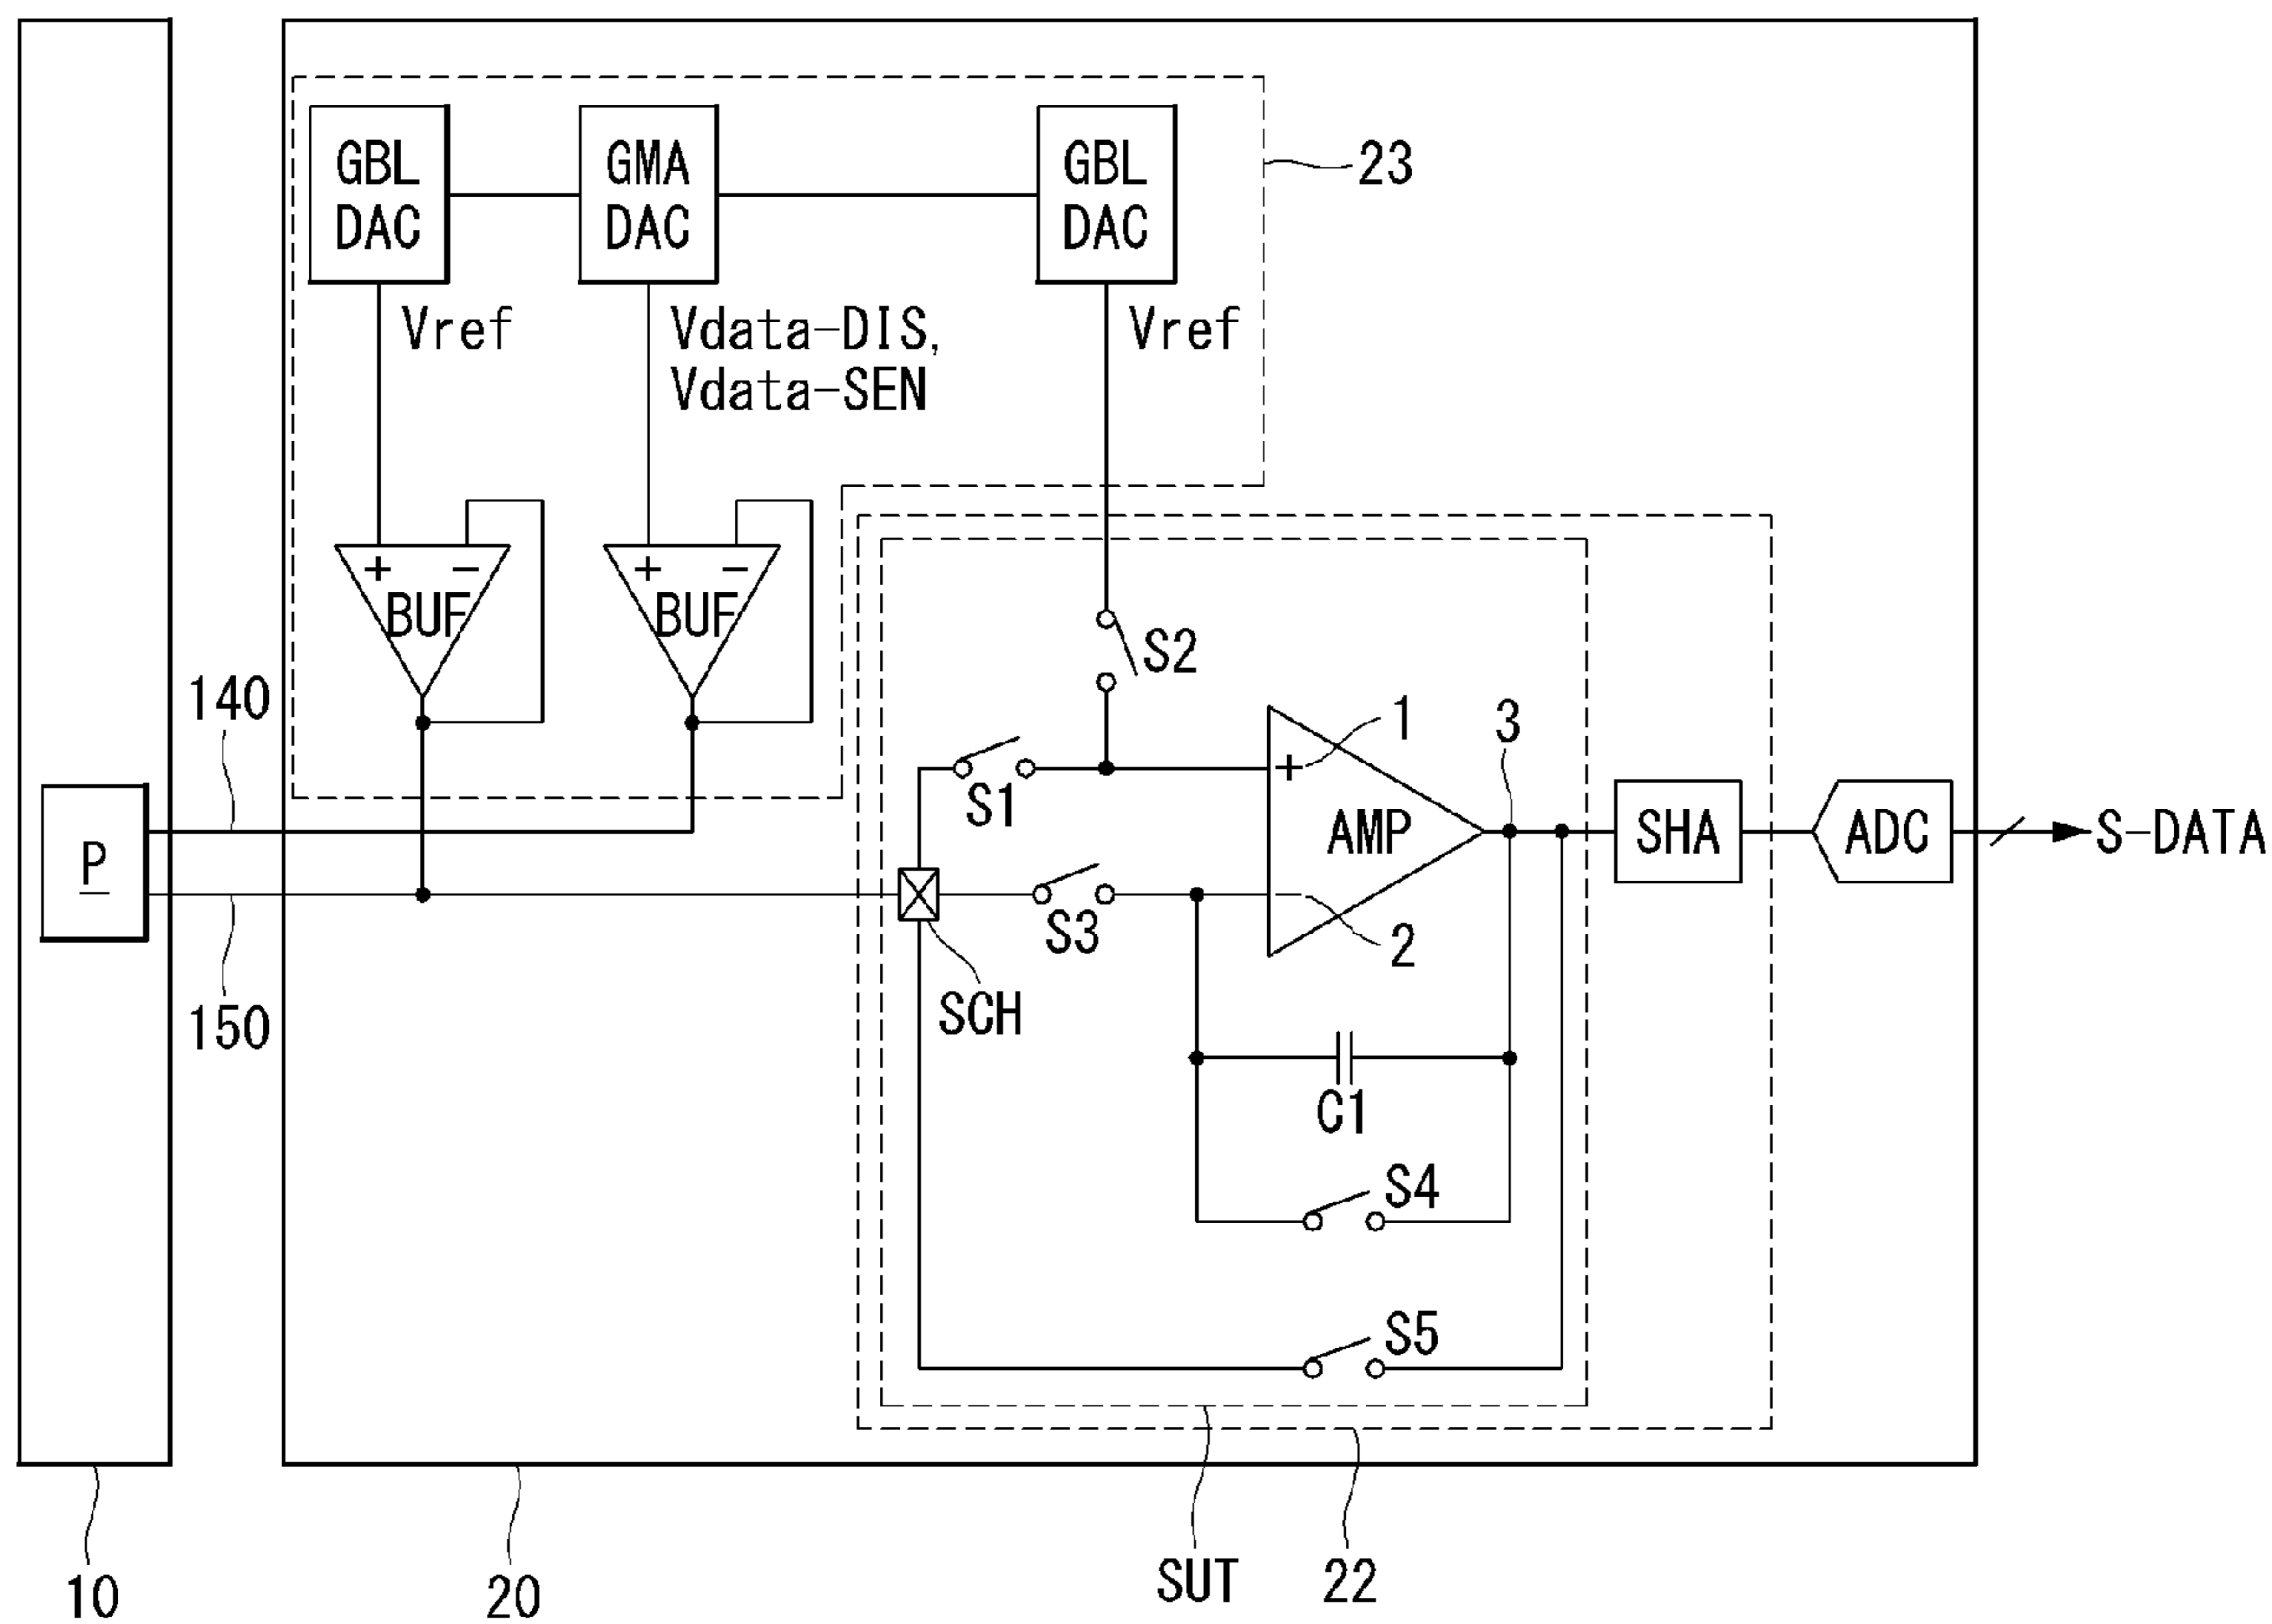 GBL
DAC
GMA
DAC
GBL
DAC
23
Vref
Vdata-DIS,
Vdata-SEN
Vref
+ -
BUF
+ -
BUF
S2
140
1
3
S1
+
AMP
SHA
ADC
S-DATA
P
S3
-
2
SCH
150
C1
S4
S5
SUT
22
10
20